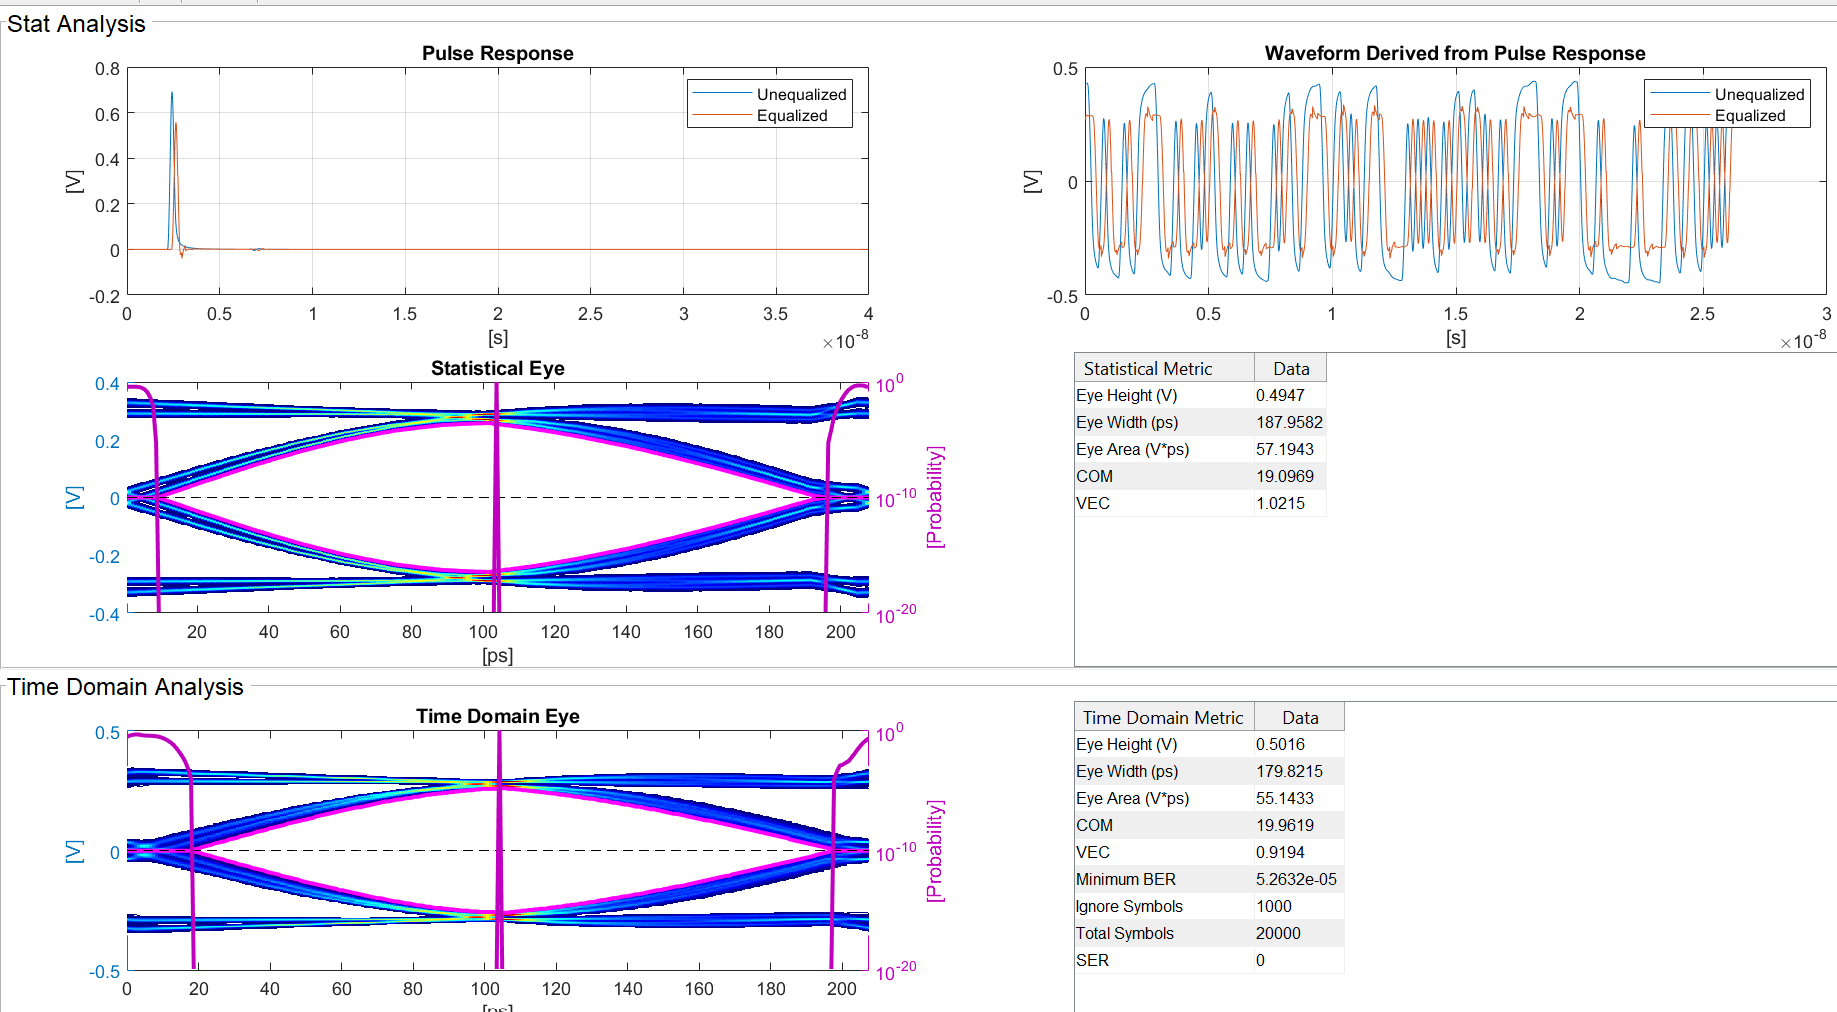 Stat Analysis
Pulse Response
0.8
0.6
0.4
0.2
0
-0.2
[V]
Unequalized
Equalized
0
0.5
1
1.5
2
2.5
3
3.5
4
[s]
×10-8
Waveform Derived from Pulse Response
0.5
0
-0.5
[V]
Unequalized
Equalized
0
0.5
1
1.5
2
2.5
3
[s]
×10-8
Statistical Eye
0.4
0.2
0
-0.2
-0.4
[V]
100
10-10
10-20
[Probability]
20
40
60
80
100
120
140
160
180
200
[ps]
Statistical Metric Data
Eye Height (V) 0.4947
Eye Width (ps) 187.9582
Eye Area (V*ps) 57.1943
COM 19.0969
VEC 1.0215
Time Domain Analysis
Time Domain Eye
0.5
0
-0.5
[V]
100
10-10
10-20
[Probability]
0
20
40
60
80
100
120
140
160
180
200
[ps]
Time Domain Metric Data
Eye Height (V) 0.5016
Eye Width (ps) 179.8215
Eye Area (V*ps) 55.1433
COM 19.9619
VEC 0.9194
Minimum BER 5.2632e-05
Ignore Symbols 1000
Total Symbols 20000
SER 0